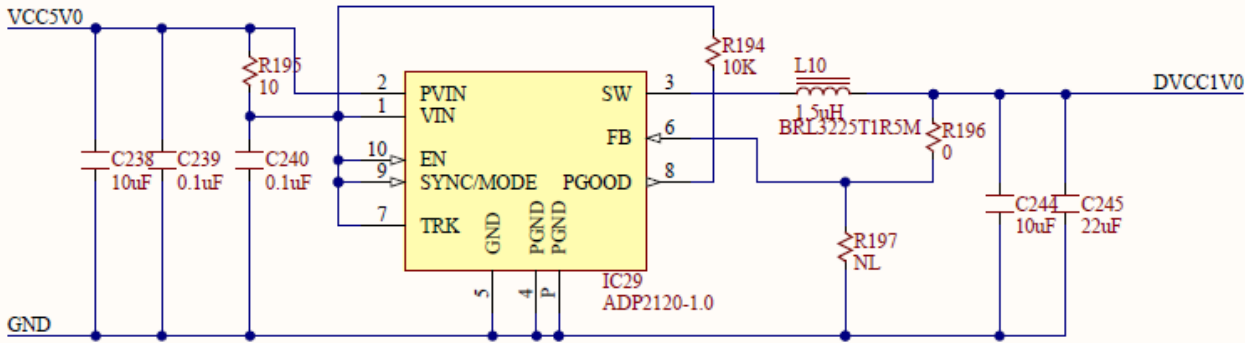 VCC5V0
R195
10
R194
10K
L10
1.5uH
BRL3225T1R5M
DVCC1V0
2
PVIN
1
VIN
SW
3
FB
6
10
EN
9
SYNC/MODE
PGOOD
8
7
TRK
GND
PGND
PGND
5
4
P
IC29
ADP2120-1.0
C238
10uF
C239
0.1uF
C240
0.1uF
R196
0
R197
NL
C244
10uF
C245
22uF
GND